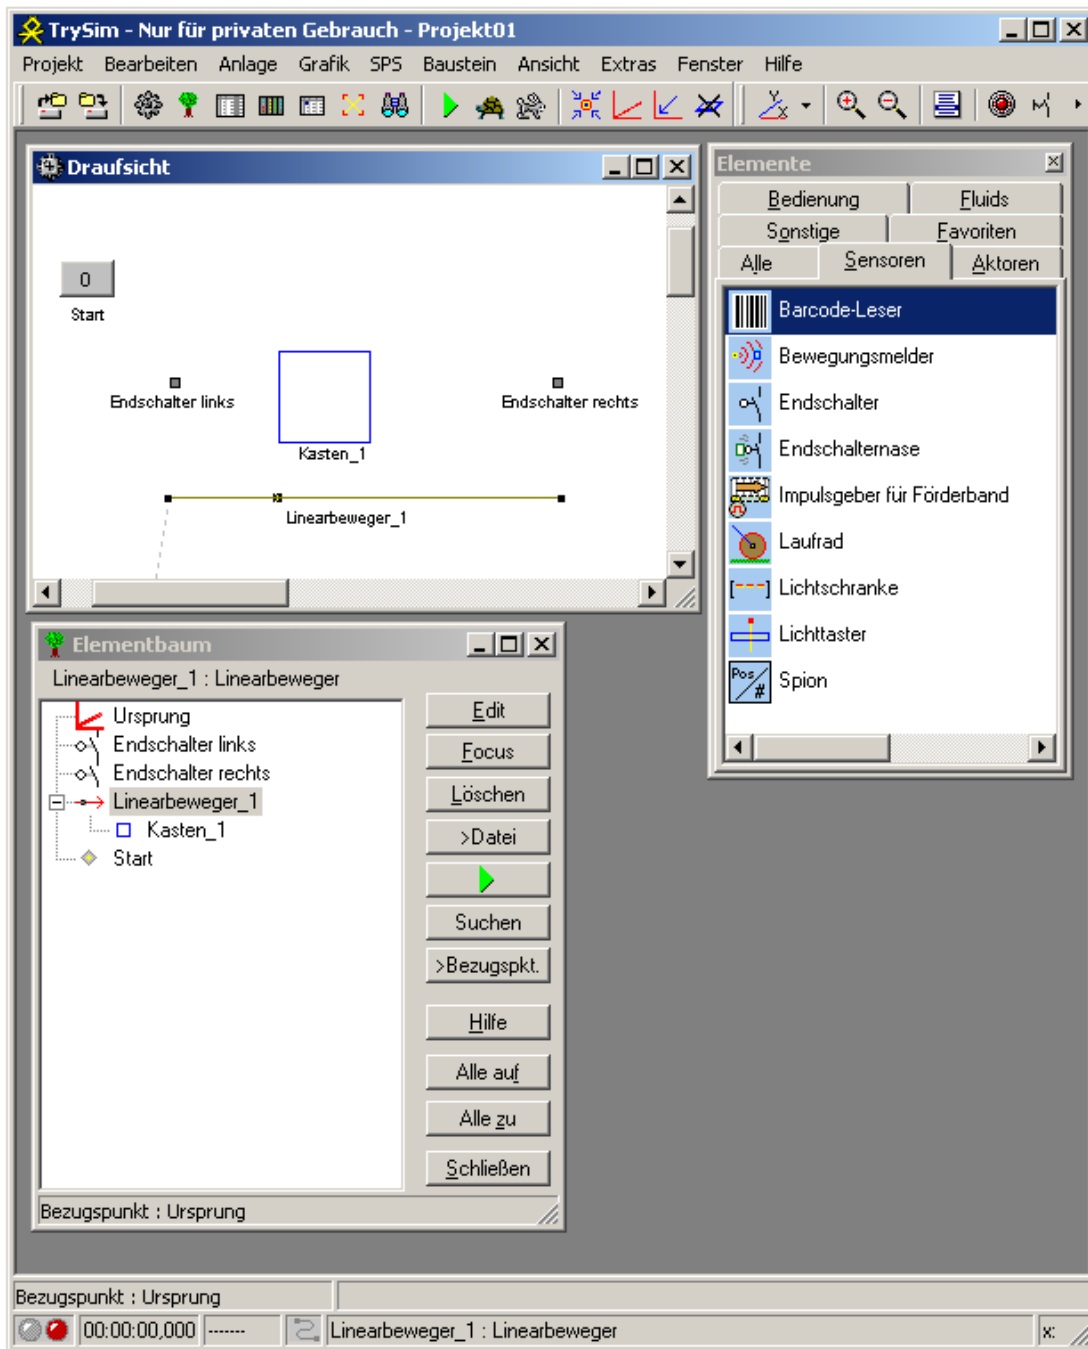 TrySim - Nur für privaten Gebrauch - Projekt01
Projekt Bearbeiten Anlage Grafik SPS Baustein Ansicht Extras Fenster Hilfe
Draufsicht
0
Start
Endschalter links
Endschalter rechts
Kasten_1
Linearbeweger_1
Elemente
Bedienung Fluids
Sonstige Favoriten
Alle Sensoren Aktoren
Barcode-Leser
Bewegungsmelder
Endschalter
Endschalternase
Impulsgeber für Förderband
Laufrad
Lichtschranke
Lichttaster
Pos/# Spion
Elementbaum
Linearbeweger_1 : Linearbeweger
Ursprung
Endschalter links
Endschalter rechts
Linearbeweger_1
Kasten_1
Start
Edit
Focus
Löschen
>Datei
Suchen
>Bezugspkt.
Hilfe
Alle auf
Alle zu
Schließen
Bezugspunkt : Ursprung
Bezugspunkt : Ursprung
00:00:00,000 ------ Linearbeweger_1 : Linearbeweger x: